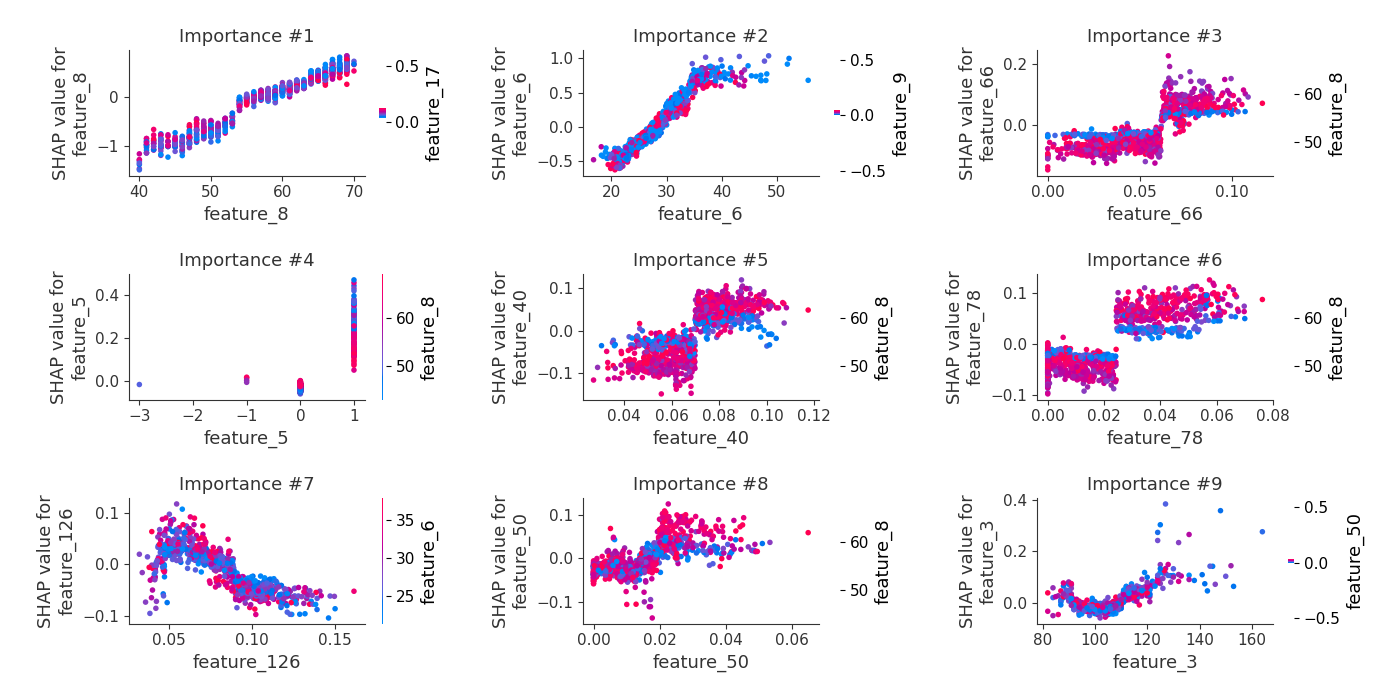 Importance #1
SHAP value for
feature_8
0
−1
40
50
60
70
feature_8
0.5
0.0
feature_17
Importance #2
SHAP value for
feature_6
1.0
0.5
0.0
−0.5
20
30
40
50
feature_6
0.5
0.0
−0.5
feature_9
Importance #3
SHAP value for
feature_66
0.2
0.0
0.00
0.05
0.10
feature_66
60
50
feature_8
Importance #4
SHAP value for
feature_5
0.4
0.2
0.0
−3
−2
−1
0
1
feature_5
60
50
feature_8
Importance #5
SHAP value for
feature_40
0.1
0.0
−0.1
0.04
0.06
0.08
0.10
0.12
feature_40
60
50
feature_8
Importance #6
SHAP value for
feature_78
0.1
0.0
−0.1
0.00
0.02
0.04
0.06
0.08
feature_78
60
50
feature_8
Importance #7
SHAP value for
feature_126
0.1
0.0
−0.1
0.05
0.10
0.15
feature_126
35
30
25
feature_6
Importance #8
SHAP value for
feature_50
0.1
0.0
−0.1
0.00
0.02
0.04
0.06
feature_50
60
50
feature_8
Importance #9
SHAP value for
feature_3
0.4
0.2
0.0
80
100
120
140
160
feature_3
0.5
0.0
−0.5
feature_50